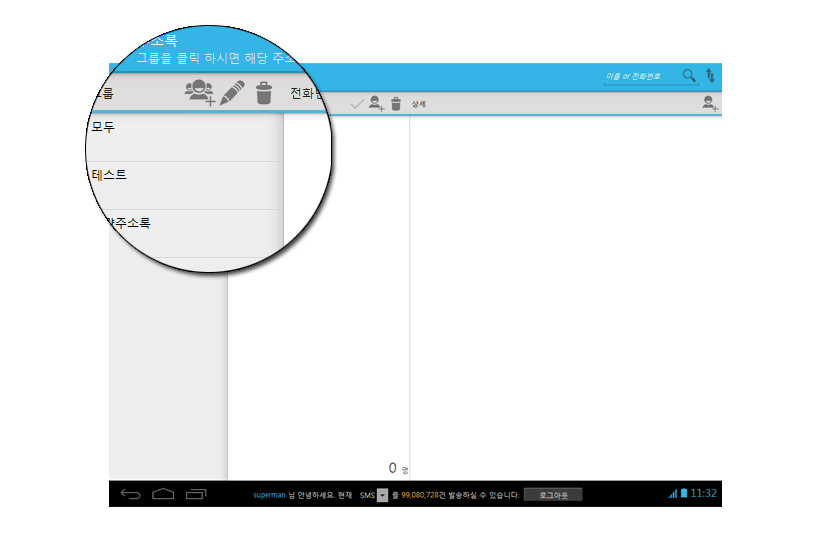 주소록
그룹을 클릭 하시면 해당 주소
이름 or 전화번호
그룹
전화번
상세
모두
테스트
주소록
0 명
superman 님 안녕하세요. 현재 SMS 를 99,080,728건 발송하실 수 있습니다. 로그아웃
11:32